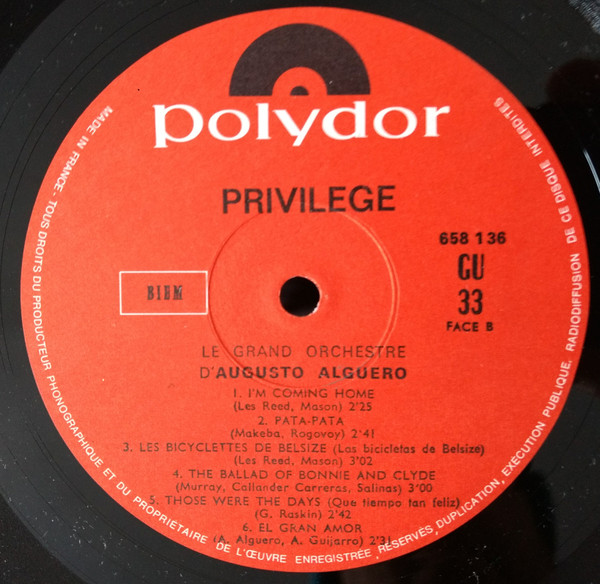 polydor
PRIVILEGE
658 136
GU
33
FACE B
BIEM
LE GRAND ORCHESTRE
D'AUGUSTO ALGUERO
1. I'M COMING HOME
(Les Reed, Mason) 2'25
2. PATA-PATA
(Makeba, Rogovoy) 2'41
3. LES BICYCLETTES DE BELSIZE (Las bicicletas de Belsize)
(Les Reed, Mason) 3'02
4. THE BALLAD OF BONNIE AND CLYDE
(Murray, Callander Carreras, Salinas) 3'00
5. THOSE WERE THE DAYS (Que tiempo tan feliz)
(G. Raskin) 2'42
6. EL GRAN AMOR
(A. Alguero, A. Guijarro) 2'31
MADE IN FRANCE - TOUS DROITS DU PRODUCTEUR PHONOGRAPHIQUE ET DU PROPRIETAIRE DE L'ŒUVRE ENREGISTRÉE, RÉSERVÉS, DUPLICATION, EXÉCUTION PUBLIQUE, RADIODIFFUSION DE CE DISQUE INTERDITES